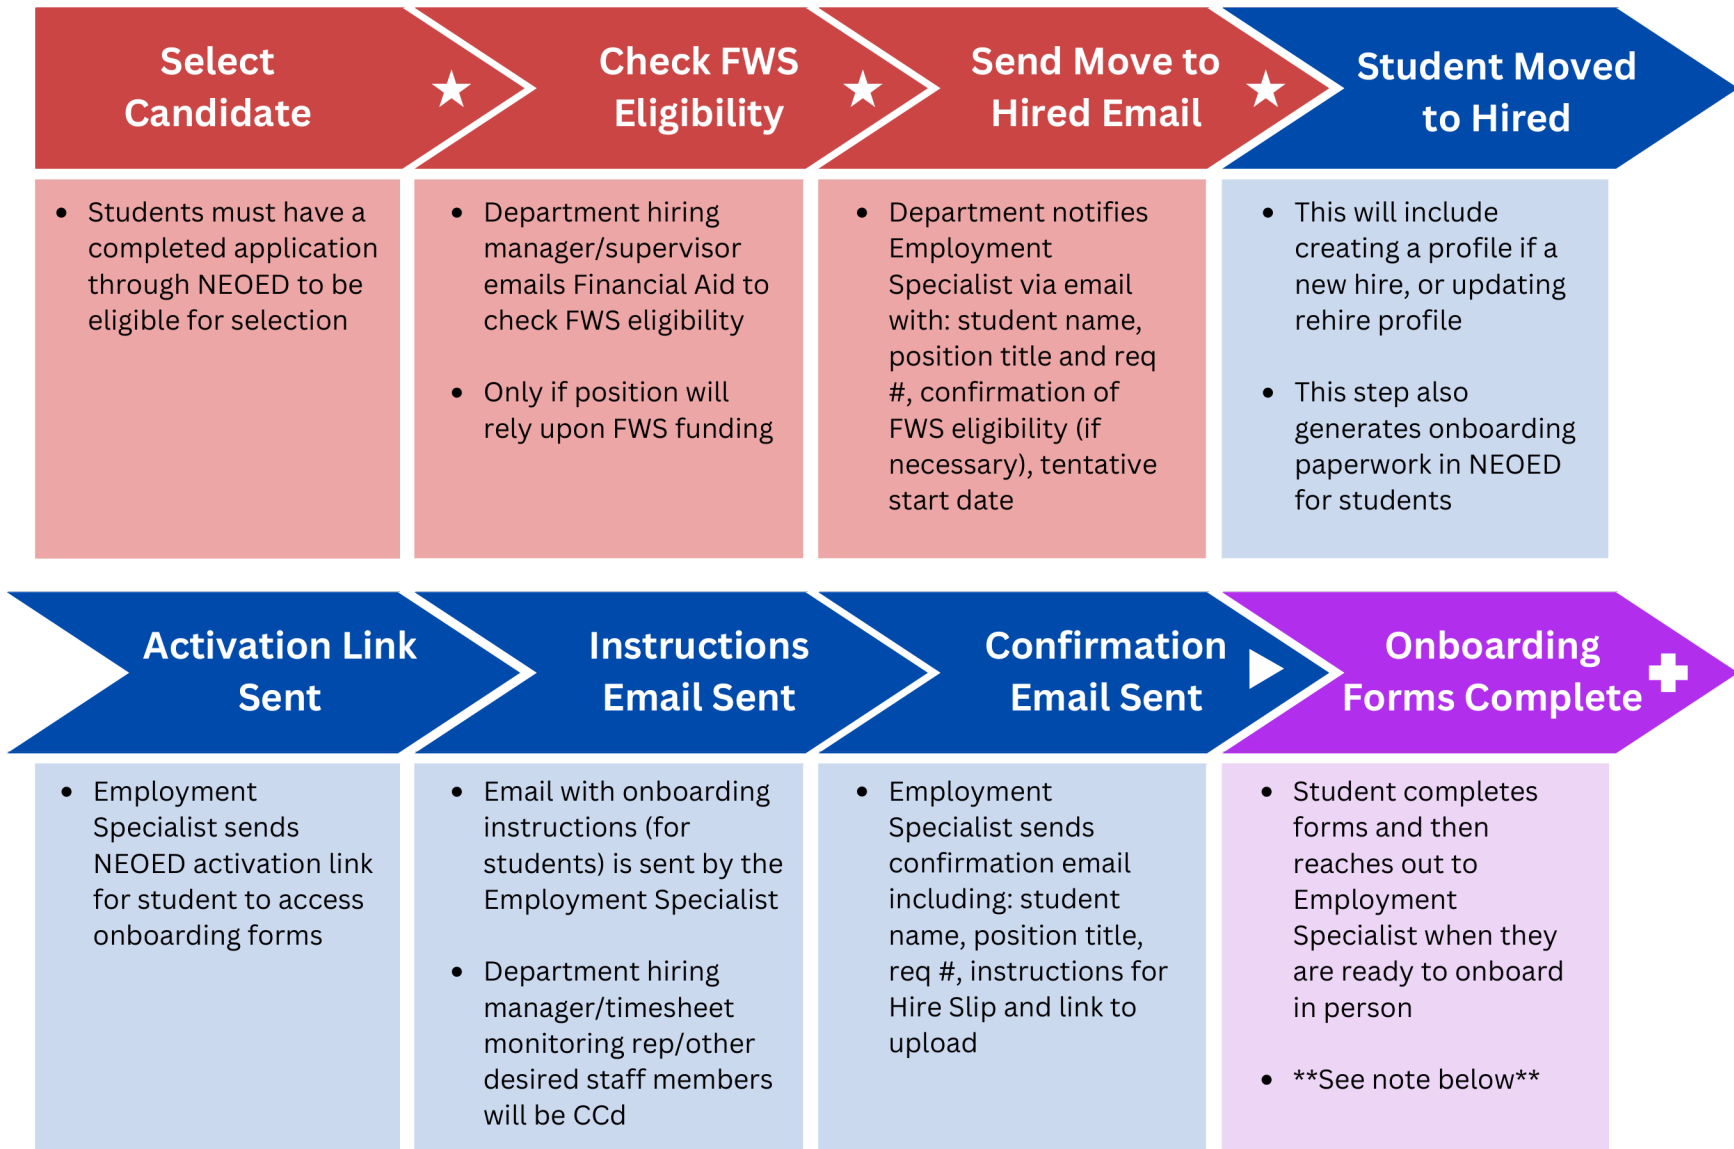 Select
Candidate
Check FWS
Eligibility
Send Move to
Hired Email
Student Moved
to Hired
• Students must have a
completed application
through NEOED to be
eligible for selection
• Department hiring
manager/supervisor
emails Financial Aid to
check FWS eligibility
• Only if position will
rely upon FWS funding
• Department notifies
Employment
Specialist via email
with: student name,
position title and req
#, confirmation of
FWS eligibility (if
necessary), tentative
start date
• This will include
creating a profile if a
new hire, or updating
rehire profile
• This step also
generates onboarding
paperwork in NEOED
for students
Activation Link
Sent
Instructions
Email Sent
Confirmation
Email Sent
Onboarding
Forms Complete
• Employment
Specialist sends
NEOED activation link
for student to access
onboarding forms
• Email with onboarding
instructions (for
students) is sent by the
Employment Specialist
• Department hiring
manager/timesheet
monitoring rep/other
desired staff members
will be CCd
• Employment
Specialist sends
confirmation email
including: student
name, position title,
req #, instructions for
Hire Slip and link to
upload
• Student completes
forms and then
reaches out to
Employment
Specialist when they
are ready to onboard
in person
• **See note below**